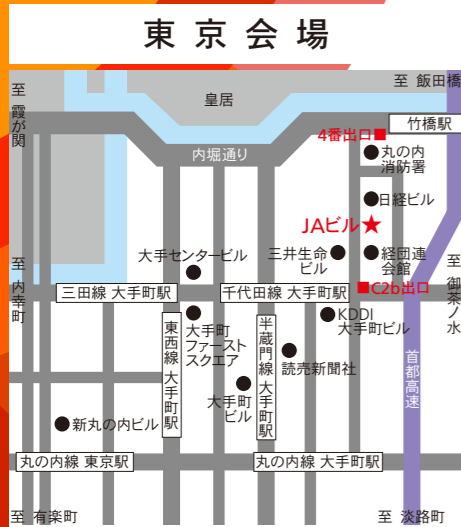 東京会場
至 飯田橋
至 霞が関
皇居
竹橋駅
4番出口
内堀通り
丸の内
消防署
日経ビル
JAビル
大手センタービル
三井生命
ビル
経団連
会館
至 内幸町
至 御茶ノ水
三田線 大手町駅
千代田線 大手町駅
C2b出口
東西線 大手町駅
大手町
ファースト
スクエア
半蔵門線 大手町駅
KDDI
大手町ビル
首都高速
読売新聞社
大手町
ビル
新丸の内ビル
丸の内線 東京駅
丸の内線 大手町駅
至 有楽町
至 淡路町